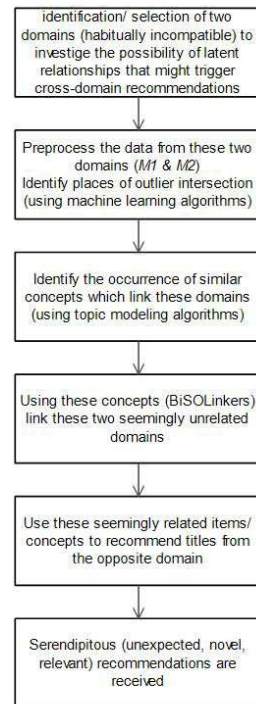 identification/ selection of two
domains (habitually incompatible) to
investige the possibility of latent
relationships that might trigger
cross-domain recommendations
Preprocess the data from these two
domains (M1 & M2)
Identify places of outlier intersection
(using machine learning algorithms)
Identify the occurrence of similar
concepts which link these domains
(using topic modeling algorithms)
Using these concepts (BiSOLinkers)
link these two seemingly unrelated
domains
Use these seemingly related items/
concepts to recommend titles from
the opposite domain
Serendipitous (unexpected, novel,
relevant) recommendations are
received